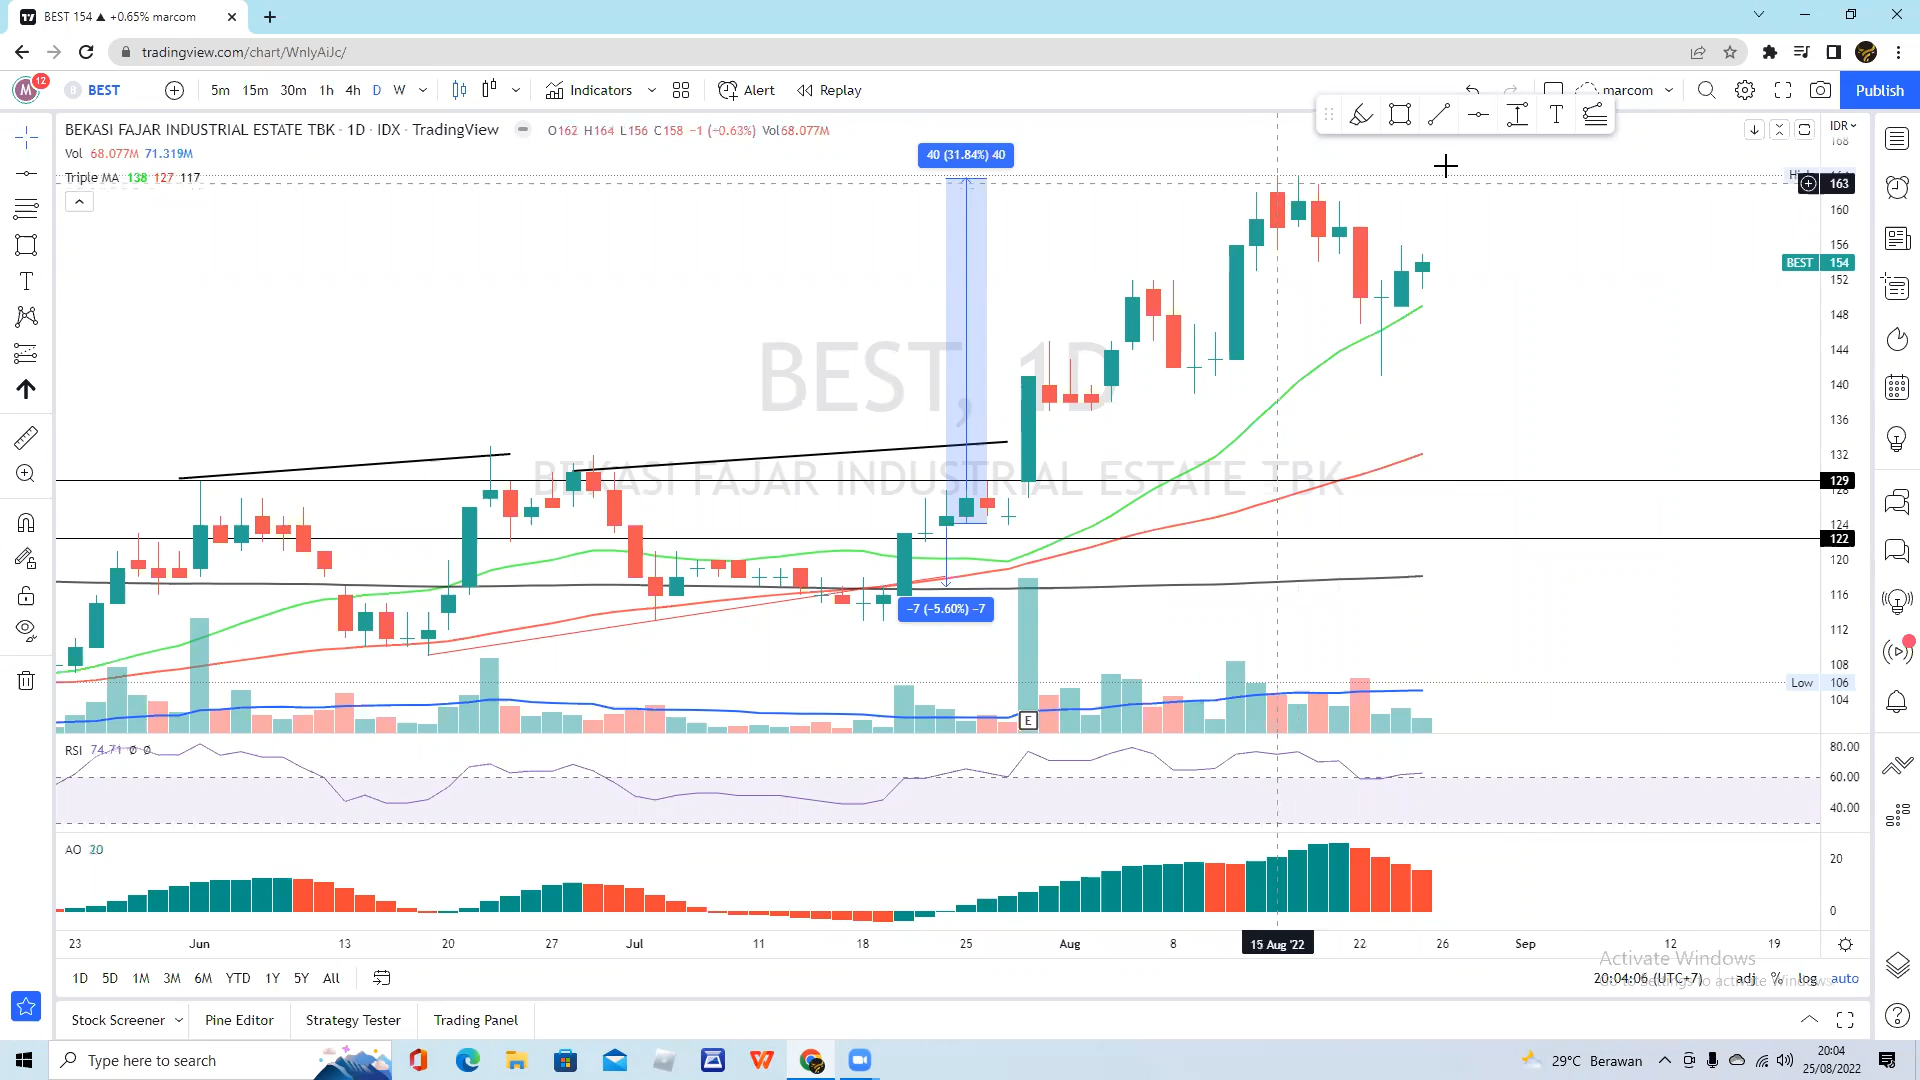 BEST 154 ▲ +0.65% marcom
tradingview.com/chart/WnlyAiJc/
M 12 BEST 5m 15m 30m 1h 4h D W Indicators Alert Replay marcom Publish
BEKASI FAJAR INDUSTRIAL ESTATE TBK · 1D · IDX · TradingView O162 H164 L156 C158 −1 (−0.63%) Vol68.077M
IDR
Vol 68.077M 71.319M
Triple MA 138 127 117
40 (31.84%) 40
168
163
160
156
BEST 154
152
148
144
140
136
132
129
124
122
120
116
112
108
Low 106
104
BEST, 1D
BEKASI FAJAR INDUSTRIAL ESTATE TBK
−7 (−5.60%) −7
E
RSI 74.71 Ø Ø
80.00
60.00
40.00
AO 20
20
0
23 Jun 13 20 27 Jul 11 18 25 Aug 8 15 Aug '22 22 26 Sep 12 19
Activate Windows
1D 5D 1M 3M 6M YTD 1Y 5Y All 20:04:06 (UTC+7) adj % log auto
Go to Settings to activate Windows.
Stock Screener Pine Editor Strategy Tester Trading Panel
Type here to search
29°C Berawan
20:04
25/08/2022